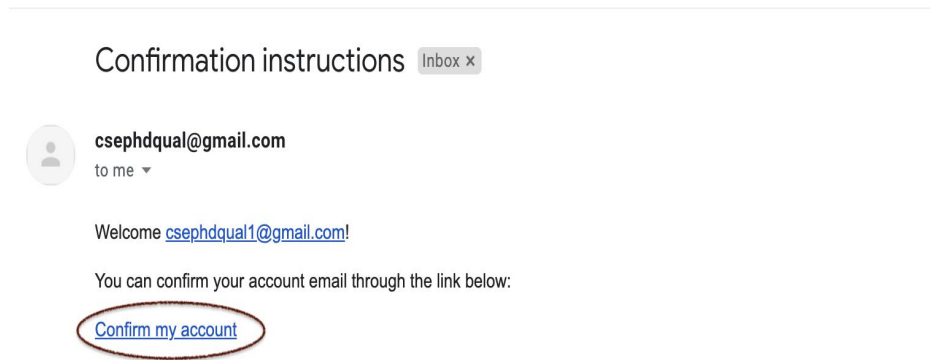 Confirmation instructions Inbox x
csephdqual@gmail.com
to me
Welcome csephdqual1@gmail.com!
You can confirm your account email through the link below:
Confirm my account